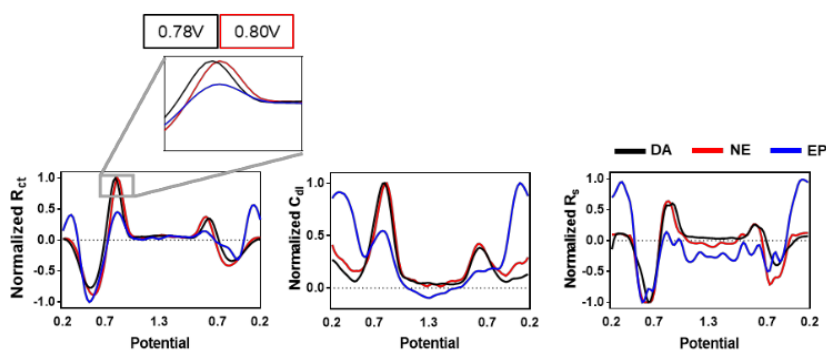 0.78V 0.80V
DA NE EP
Normalized Rct
1.0
0.5
0.0
-0.5
-1.0
0.2 0.7 1.3 0.7 0.2
Potential
Normalized Cdl
1.0
0.5
0.0
0.2 0.7 1.3 0.7 0.2
Potential
Normalized Rs
1.0
0.5
0.0
-0.5
-1.0
0.2 0.7 1.3 0.7 0.2
Potential